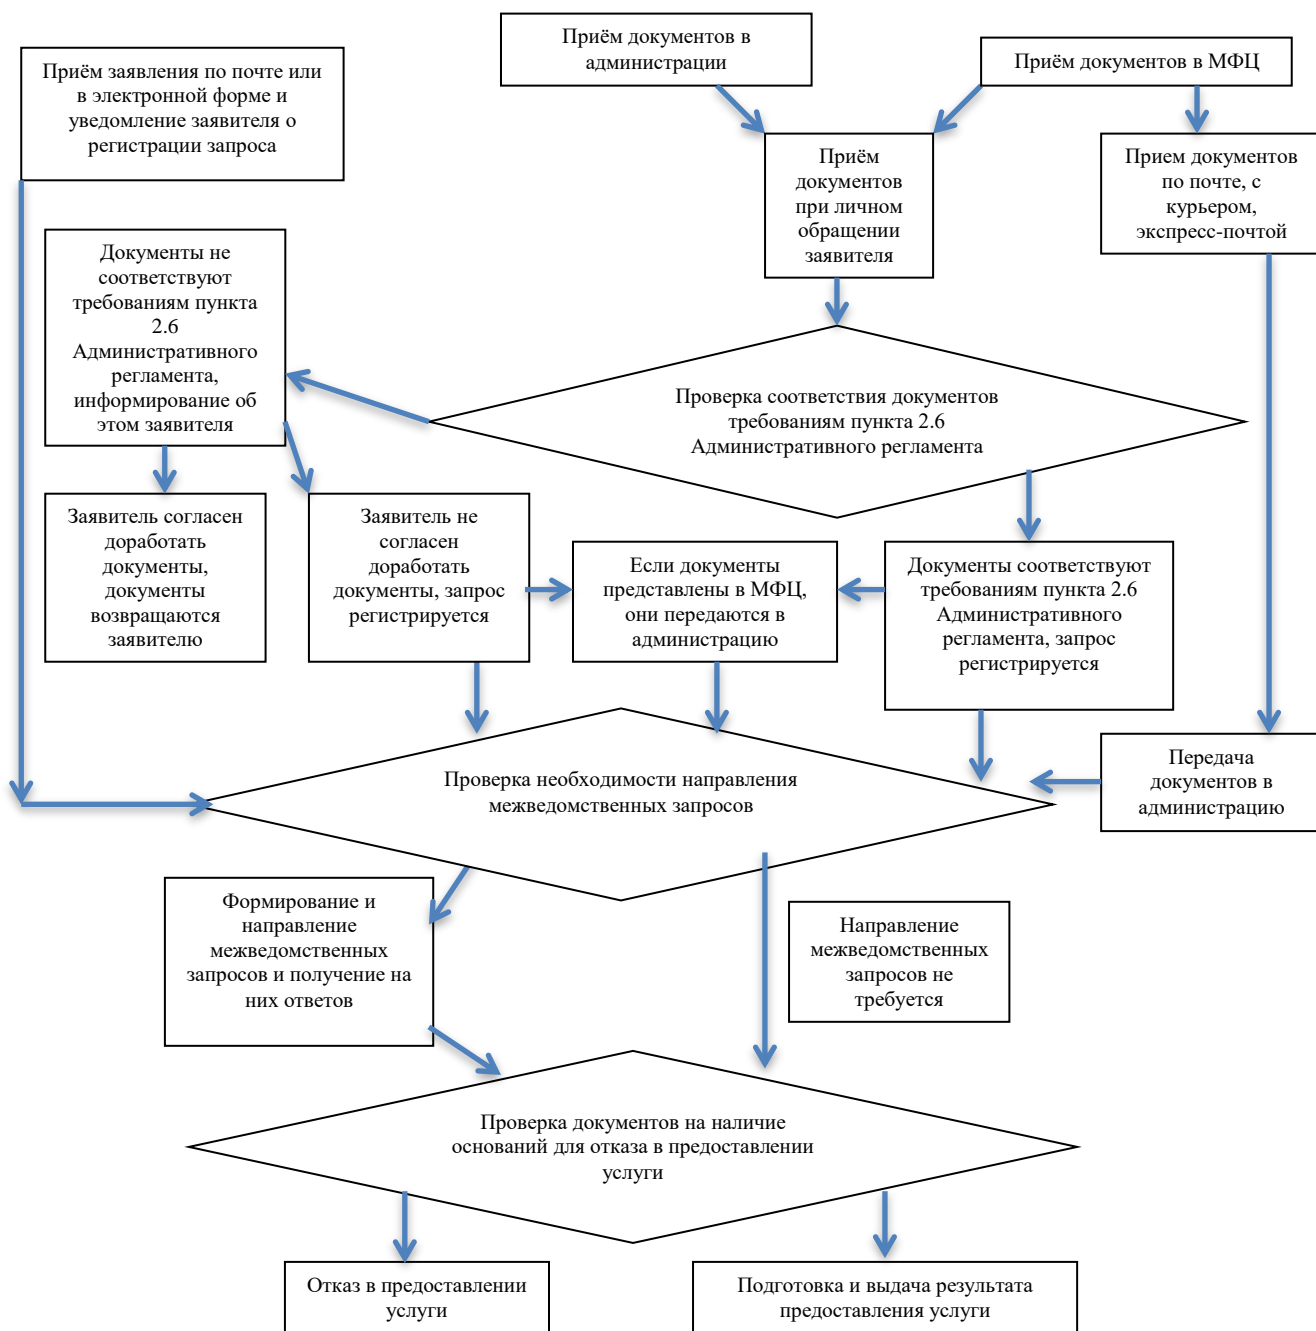 Приём документов в
администрации
Приём документов в МФЦ
Приём заявления по почте или
в электронной форме и
уведомление заявителя о
регистрации запроса
Приём
документов
при личном
обращении
заявителя
Прием документов
по почте, с
курьером,
экспресс-почтой
Документы не
соответствуют
требованиям пункта
2.6
Административного
регламента,
информирование об
этом заявителя
Проверка соответствия документов
требованиям пункта 2.6
Административного регламента
Заявитель согласен
доработать
документы,
документы
возвращаются
заявителю
Заявитель не
согласен
доработать
документы, запрос
регистрируется
Если документы
представлены в МФЦ,
они передаются в
администрацию
Документы соответствуют
требованиям пункта 2.6
Административного
регламента, запрос
регистрируется
Проверка необходимости направления
межведомственных запросов
Передача
документов в
администрацию
Формирование и
направление
межведомственных
запросов и получение на
них ответов
Направление
межведомственных
запросов не
требуется
Проверка документов на наличие
оснований для отказа в предоставлении
услуги
Отказ в предоставлении
услуги
Подготовка и выдача результата
предоставления услуги